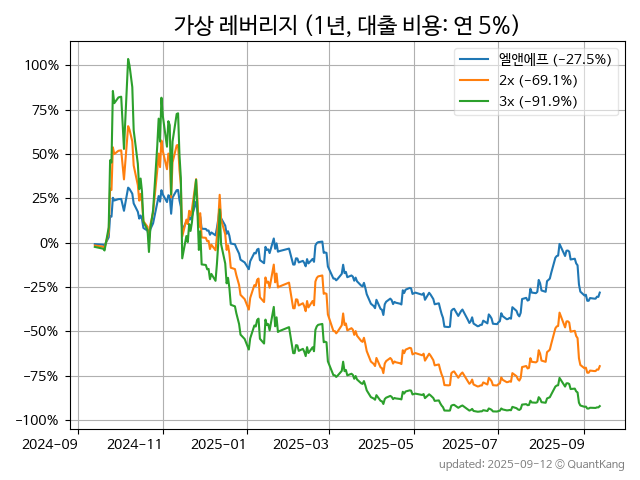 가상 레버리지 (1년, 대출 비용: 연 5%)
엘앤에프 (-27.5%)
2x (-69.1%)
3x (-91.9%)
100%
75%
50%
25%
0%
−25%
−50%
−75%
−100%
2024-09 2024-11 2025-01 2025-03 2025-05 2025-07 2025-09
updated: 2025-09-12 © QuantKang